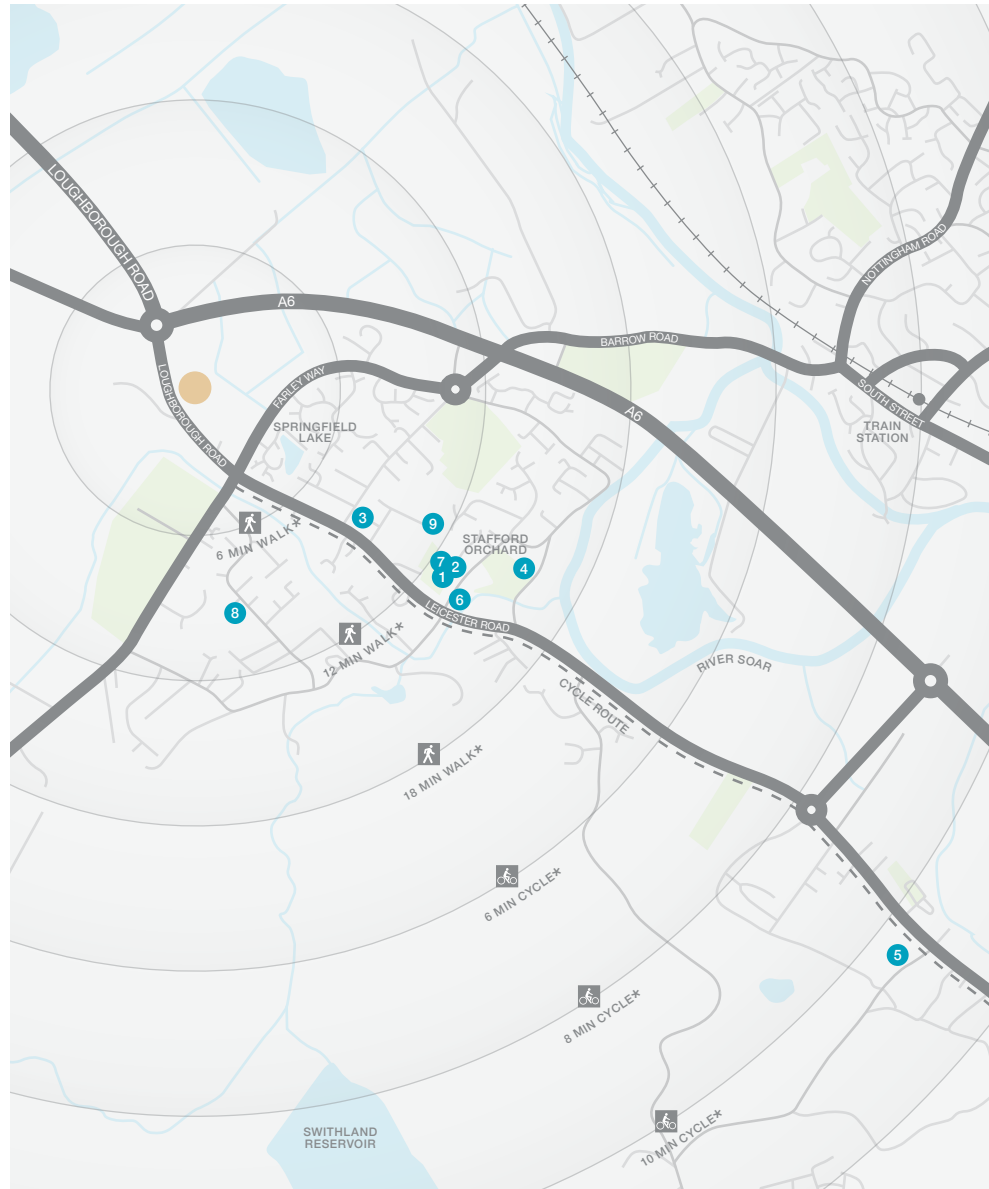 LOUGHBOROUGH ROAD
NOTTINGHAM ROAD
A6
BARROW ROAD
LOUGHBOROUGH ROAD
FARLEY WAY
SOUTH STREET
A6
SPRINGFIELD
LAKE
TRAIN
STATION
3
9
6 MIN WALK*
STAFFORD
ORCHARD
7
2
1
4
6
8
LEICESTER ROAD
12 MIN WALK*
RIVER SOAR
CYCLE ROUTE
18 MIN WALK*
6 MIN CYCLE*
5
8 MIN CYCLE*
10 MIN CYCLE*
SWITHLAND
RESERVOIR